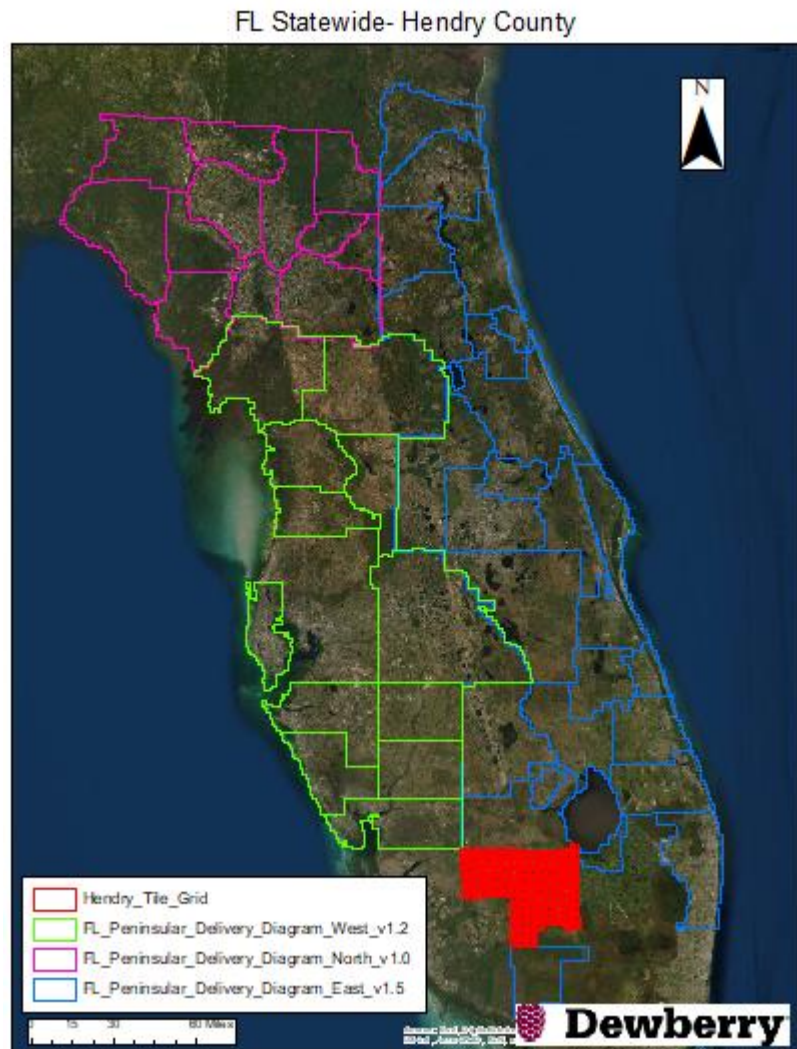 FL Statewide- Hendry County
N
Hendry_Tile_Grid
FL_Peninsular_Delivery_Diagram_West_v1.2
FL_Peninsular_Delivery_Diagram_North_v1.0
FL_Peninsular_Delivery_Diagram_East_v1.5
0 15 30 60 Miles
Dewberry